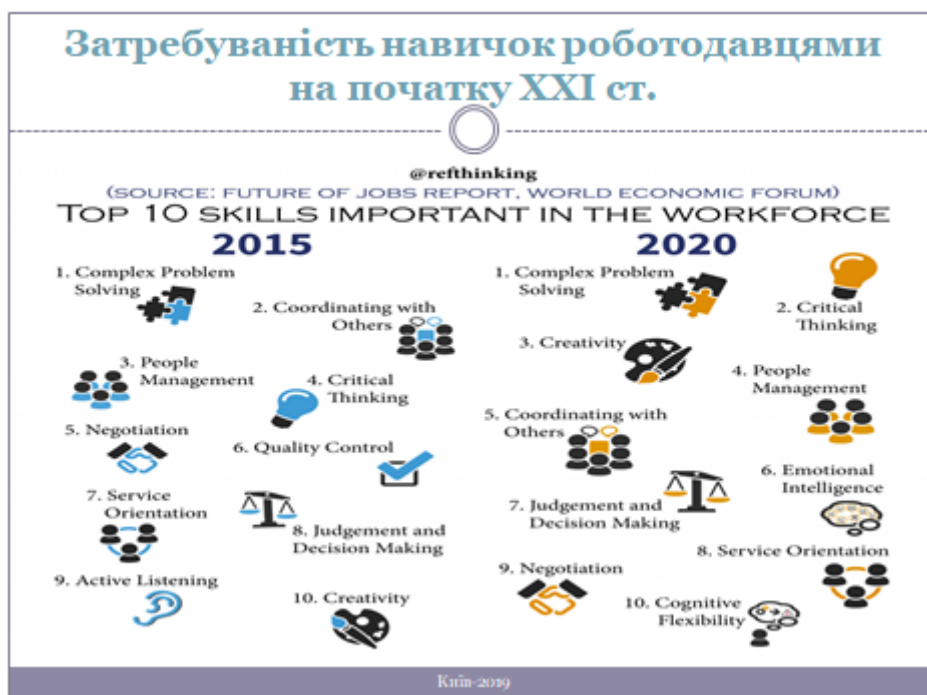 Затребуваність навичок роботодавцями
на початку XXI ст.
@refthinking
(SOURCE: FUTURE OF JOBS REPORT, WORLD ECONOMIC FORUM)
TOP 10 SKILLS IMPORTANT IN THE WORKFORCE
2015
1. Complex Problem
Solving
2. Coordinating with
Others
3. People
Management
4. Critical
Thinking
5. Negotiation
6. Quality Control
7. Service
Orientation
8. Judgement and
Decision Making
9. Active Listening
10. Creativity
2020
1. Complex Problem
Solving
2. Critical
Thinking
3. Creativity
4. People
Management
5. Coordinating with
Others
6. Emotional
Intelligence
7. Judgement and
Decision Making
8. Service Orientation
9. Negotiation
10. Cognitive
Flexibility
Київ-2019